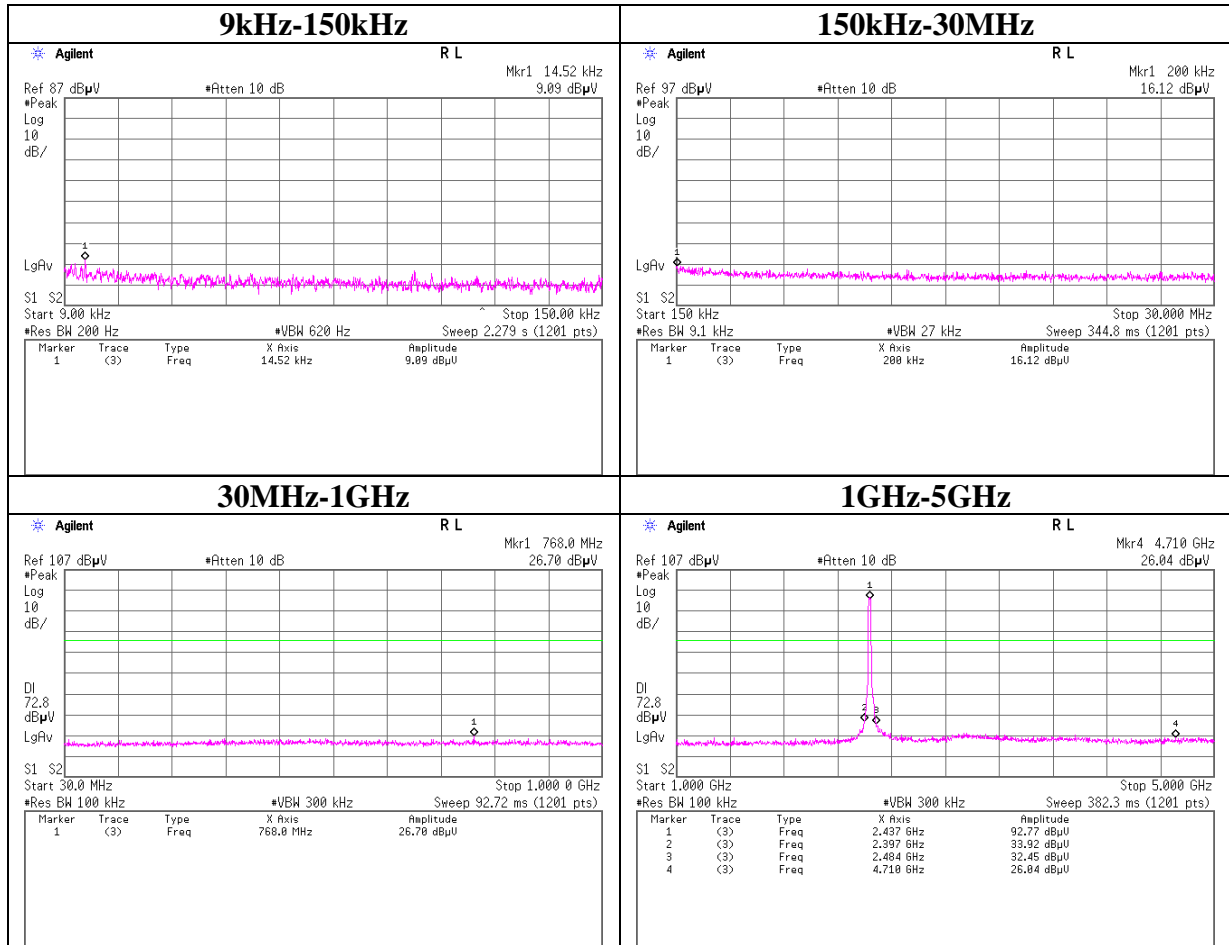 9kHz-150kHz
Agilent R L
Mkr1 14.52 kHz
Ref 87 dBµV #Atten 10 dB 9.09 dBµV
#Peak
Log
10
dB/
1
LgAv
S1 S2
Start 9.00 kHz ^ Stop 150.00 kHz
#Res BW 200 Hz #VBW 620 Hz Sweep 2.279 s (1201 pts)
Marker Trace Type X Axis Amplitude
1 (3) Freq 14.52 kHz 9.09 dBµV
150kHz-30MHz
Agilent R L
Mkr1 200 kHz
Ref 97 dBµV #Atten 10 dB 16.12 dBµV
#Peak
Log
10
dB/
1
LgAv
S1 S2
Start 150 kHz Stop 30.000 MHz
#Res BW 9.1 kHz #VBW 27 kHz Sweep 344.8 ms (1201 pts)
Marker Trace Type X Axis Amplitude
1 (3) Freq 200 kHz 16.12 dBµV
30MHz-1GHz
Agilent R L
Mkr1 768.0 MHz
Ref 107 dBµV #Atten 10 dB 26.70 dBµV
#Peak
Log
10
dB/
DI
72.8
dBµV
1
LgAv
S1 S2
Start 30.0 MHz Stop 1.000 0 GHz
#Res BW 100 kHz #VBW 300 kHz Sweep 92.72 ms (1201 pts)
Marker Trace Type X Axis Amplitude
1 (3) Freq 768.0 MHz 26.70 dBµV
1GHz-5GHz
Agilent R L
Mkr4 4.710 GHz
Ref 107 dBµV #Atten 10 dB 26.04 dBµV
#Peak
1
Log
10
dB/
DI
72.8
dBµV
2 3
4
LgAv
S1 S2
Start 1.000 GHz Stop 5.000 GHz
#Res BW 100 kHz #VBW 300 kHz Sweep 382.3 ms (1201 pts)
Marker Trace Type X Axis Amplitude
1 (3) Freq 2.437 GHz 92.77 dBµV
2 (3) Freq 2.397 GHz 33.92 dBµV
3 (3) Freq 2.484 GHz 32.45 dBµV
4 (3) Freq 4.710 GHz 26.04 dBµV